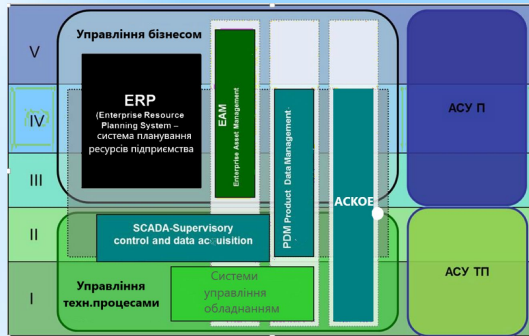 Управління бізнесом
V
IV
III
II
I
ERP
(Enterprise Resource
Planning System –
система планування
ресурсів підприємства
EAM
Enterprise Asset Management
PDM Product Data Management
АСКОЕ
SCADA-Supervisory
control and data acquisition
Управління
техн.процесами
Системи
управління
обладнанням
АСУ П
АСУ ТП